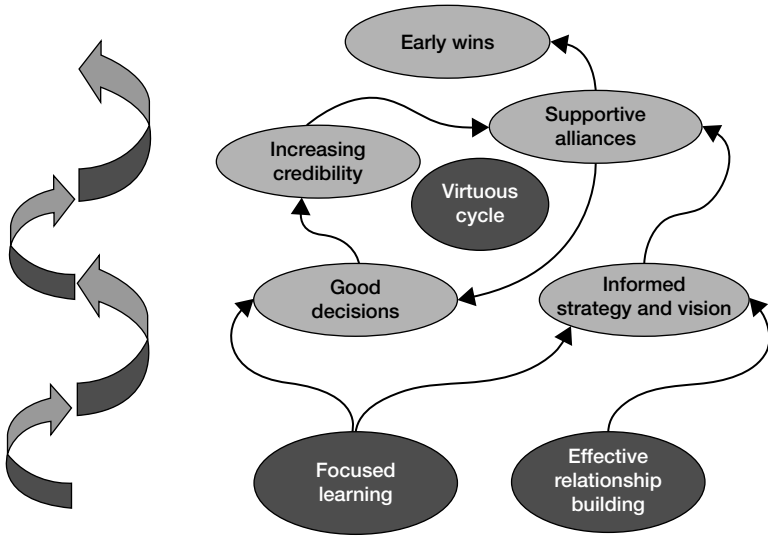 Early wins
Supportive
alliances
Increasing
credibility
Virtuous
cycle
Good
decisions
Informed
strategy and vision
Focused
learning
Effective
relationship
building